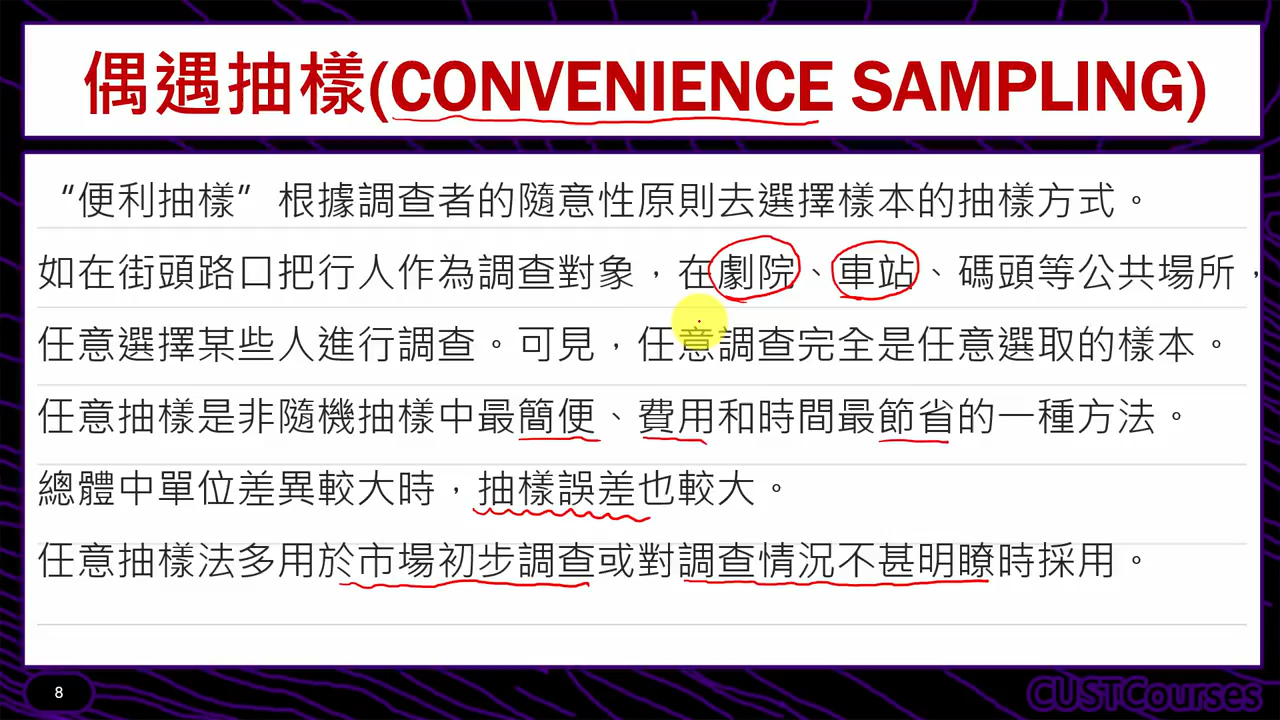 偶遇抽樣(CONVENIENCE SAMPLING)
“便利抽樣”根據調查者的隨意性原則去選擇樣本的抽樣方式。
如在街頭路口把行人作為調查對象，在劇院、車站、碼頭等公共場所，
任意選擇某些人進行調查。可見，任意調查完全是任意選取的樣本。
任意抽樣是非隨機抽樣中最簡便、費用和時間最節省的一種方法。
總體中單位差異較大時，抽樣誤差也較大。
任意抽樣法多用於市場初步調查或對調查情況不甚明瞭時採用。
8
CUSTCourses